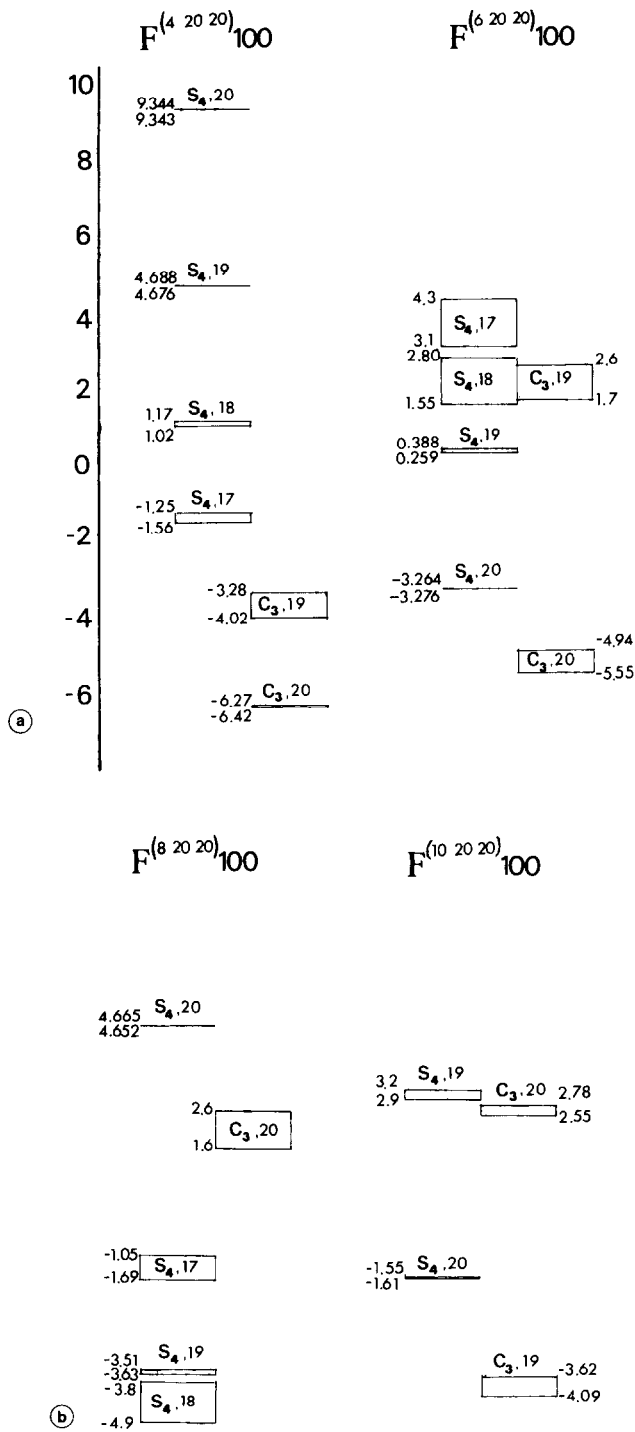 F(4 20 20)100
F(6 20 20)100
10
8
6
4
2
0
-2
-4
-6
9.344
9.343
S4,20
4.688
4.676
S4,19
1.17
1.02
S4,18
-1.25
-1.56
S4,17
-3.28
-4.02
C3,19
-6.27
-6.42
C3,20
4.3
3.1
S4,17
2.80
1.55
S4,18
C3,19
2.6
1.7
0.388
0.259
S4,19
-3.264
-3.276
S4,20
C3,20
-4.94
-5.55
a
F(8 20 20)100
F(10 20 20)100
4.665
4.652
S4,20
2.6
1.6
C3,20
-1.05
-1.69
S4,17
-3.51
-3.63
S4,19
-3.8
-4.9
S4,18
3.2
2.9
S4,19
C3,20
2.78
2.55
-1.55
-1.61
S4,20
C3,19
-3.62
-4.09
b